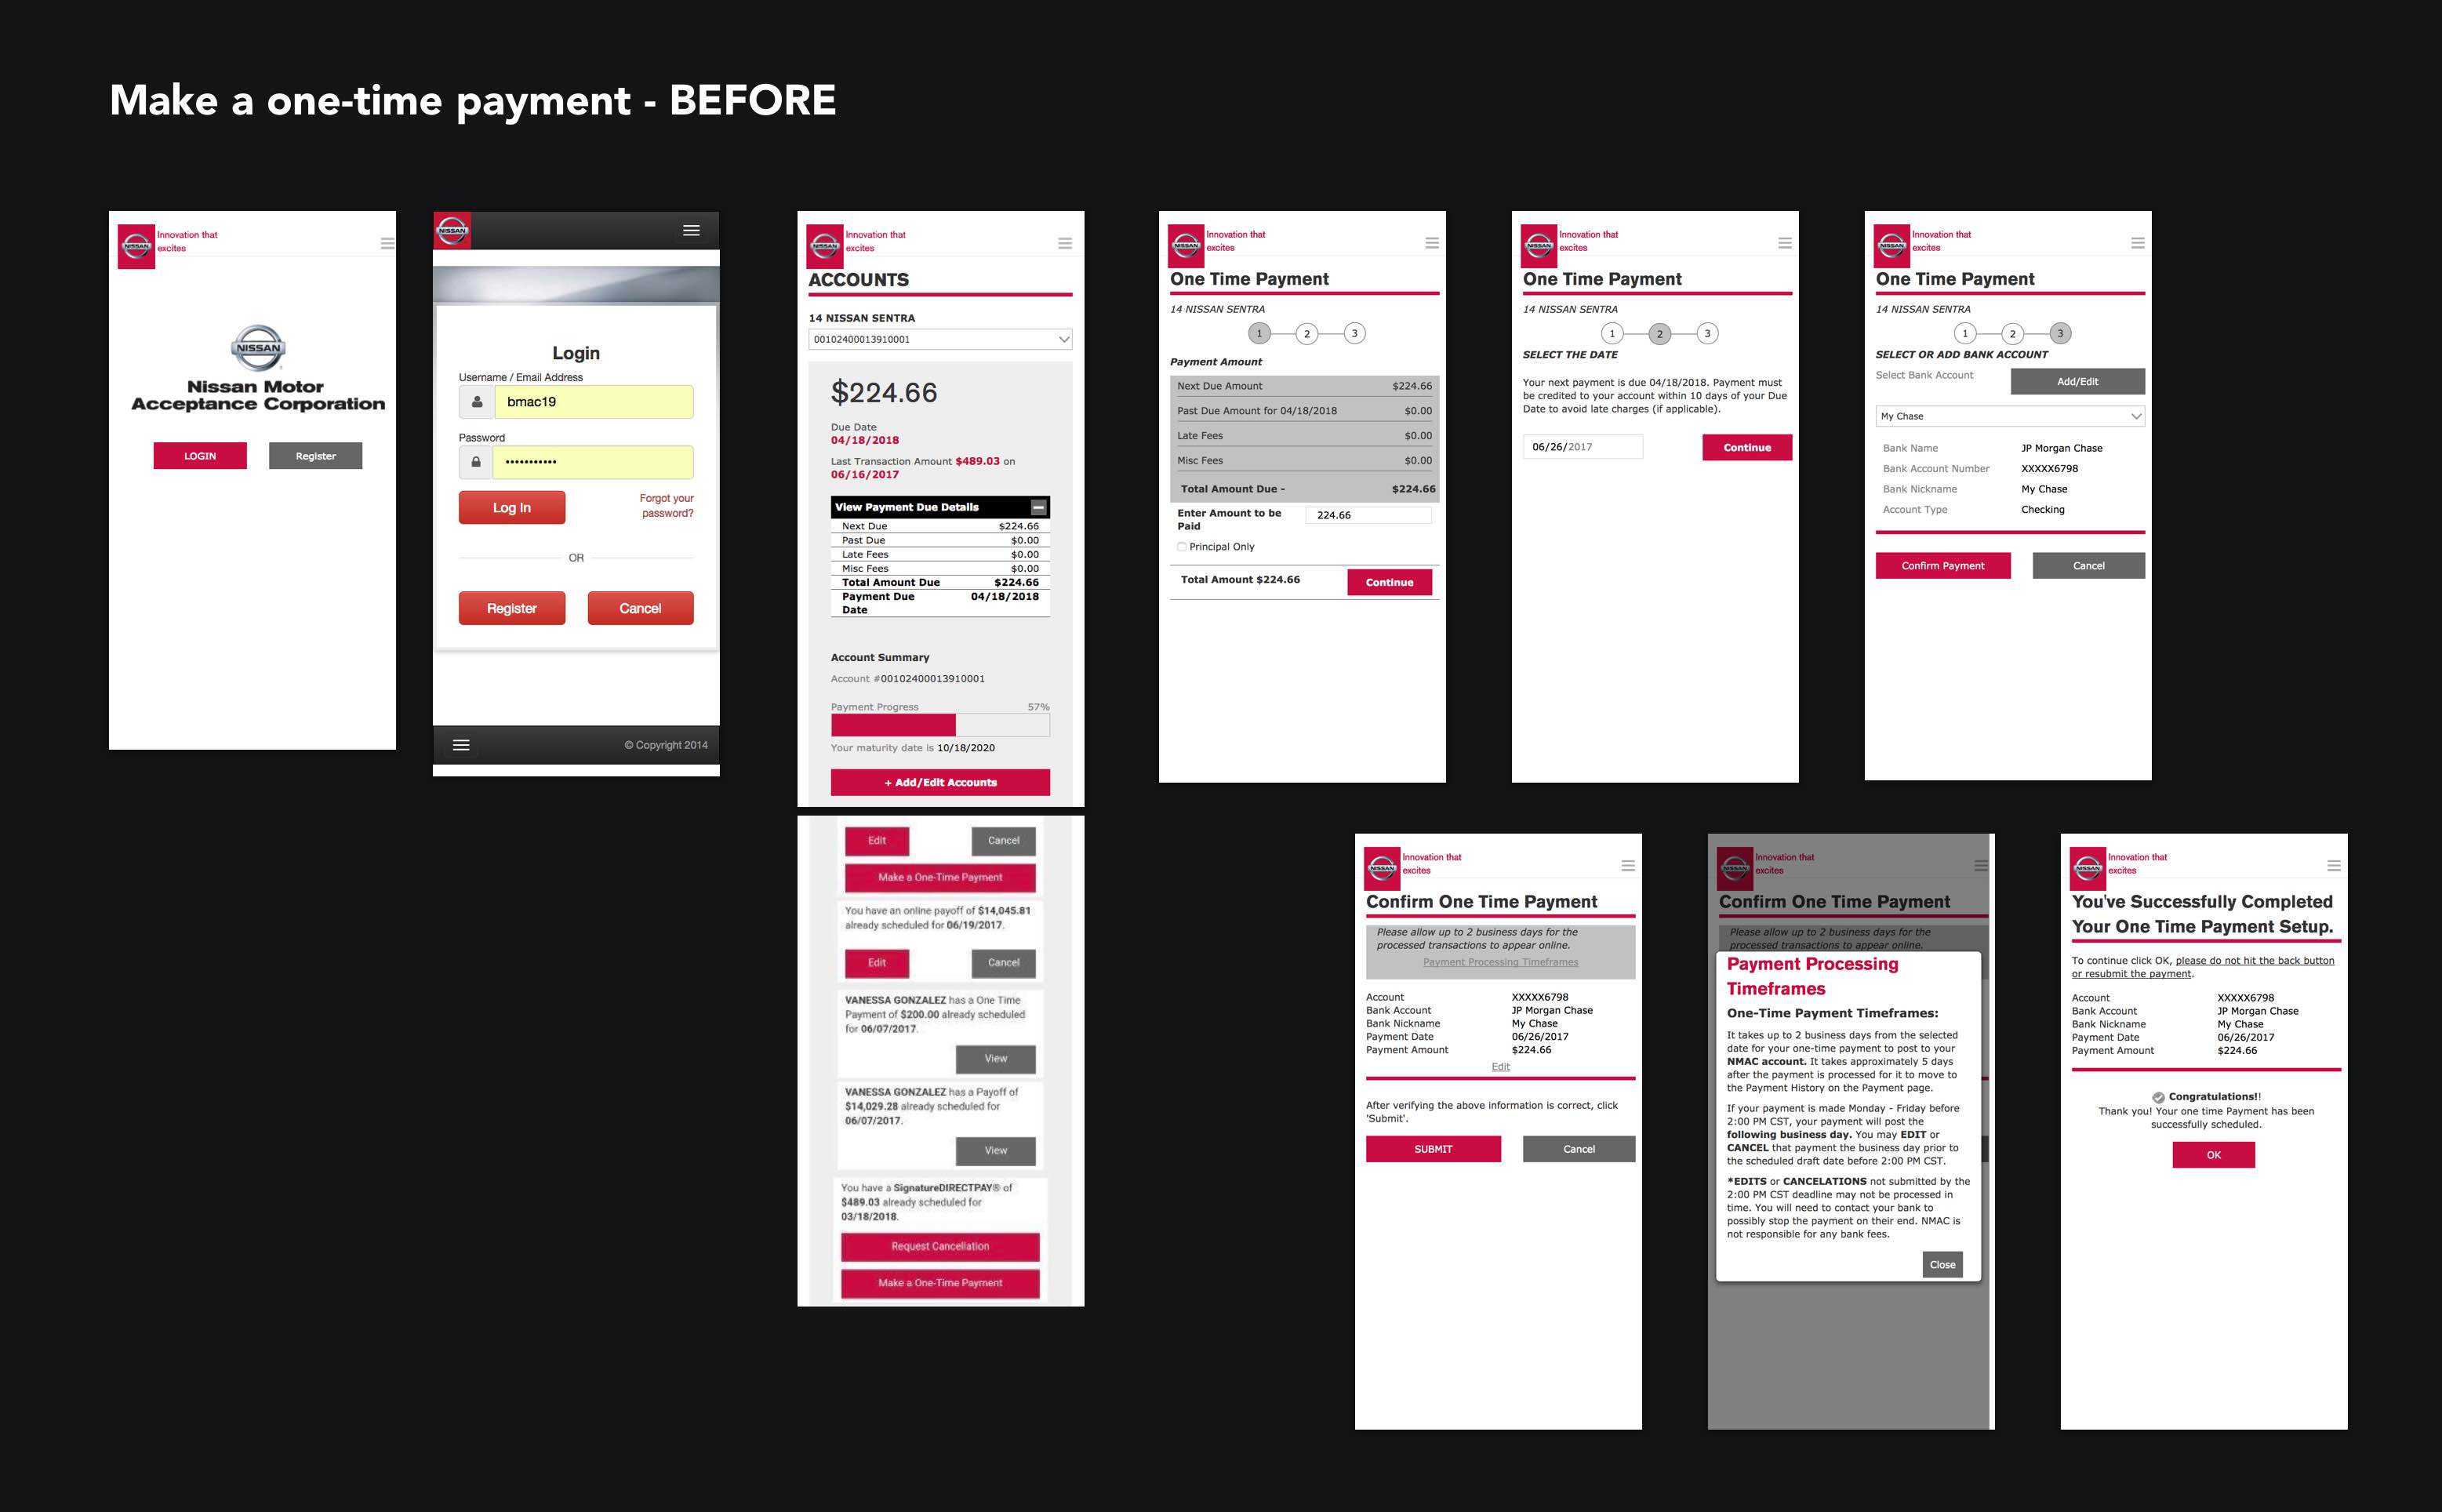 Make a one-time payment - BEFORE
NISSAN
Innovation that
excites
NISSAN
Nissan Motor
Acceptance Corporation
LOGIN
Register
NISSAN
Login
Username / Email Address
bmac19
Password
•••••••••••
Log In
Forgot your
password?
OR
Register
Cancel
© Copyright 2014
NISSAN
Innovation that
excites
ACCOUNTS
14 NISSAN SENTRA
00102400013910001
$224.66
Due Date
04/18/2018
Last Transaction Amount $489.03 on
06/16/2017
View Payment Due Details
Next Due $224.66
Past Due $0.00
Late Fees $0.00
Misc Fees $0.00
Total Amount Due $224.66
Payment Due 04/18/2018
Date
Account Summary
Account #00102400013910001
Payment Progress 57%
Your maturity date is 10/18/2020
+ Add/Edit Accounts
Edit
Cancel
Make a One-Time Payment
You have an online payoff of $14,045.81
already scheduled for 06/19/2017.
Edit
Cancel
VANESSA GONZALEZ has a One Time
Payment of $200.00 already scheduled
for 06/07/2017.
View
VANESSA GONZALEZ has a Payoff of
$14,029.28 already scheduled for
06/07/2017.
View
You have a SignatureDIRECTPAY® of
$489.03 already scheduled for
03/18/2018.
Request Cancellation
Make a One-Time Payment
NISSAN
Innovation that
excites
One Time Payment
14 NISSAN SENTRA
1 2 3
Payment Amount
Next Due Amount $224.66
Past Due Amount for 04/18/2018 $0.00
Late Fees $0.00
Misc Fees $0.00
Total Amount Due - $224.66
Enter Amount to be 224.66
Paid
Principal Only
Total Amount $224.66
Continue
NISSAN
Innovation that
excites
One Time Payment
14 NISSAN SENTRA
1 2 3
SELECT THE DATE
Your next payment is due 04/18/2018. Payment must
be credited to your account within 10 days of your Due
Date to avoid late charges (if applicable).
06/26/2017
Continue
NISSAN
Innovation that
excites
One Time Payment
14 NISSAN SENTRA
1 2 3
SELECT OR ADD BANK ACCOUNT
Select Bank Account
Add/Edit
My Chase
Bank Name JP Morgan Chase
Bank Account Number XXXXX6798
Bank Nickname My Chase
Account Type Checking
Confirm Payment
Cancel
NISSAN
Innovation that
excites
Confirm One Time Payment
Please allow up to 2 business days for the
processed transactions to appear online.
Payment Processing Timeframes
Account XXXXX6798
Bank Account JP Morgan Chase
Bank Nickname My Chase
Payment Date 06/26/2017
Payment Amount $224.66
Edit
After verifying the above information is correct, click
'Submit'.
SUBMIT
Cancel
NISSAN
Innovation that
excites
Confirm One Time Payment
Please allow up to 2 business days for the
processed transactions to appear online.
Payment Processing
Timeframes
One-Time Payment Timeframes:
It takes up to 2 business days from the selected
date for your one-time payment to post to your
NMAC account. It takes approximately 5 days
after the payment is processed for it to move to
the Payment History on the Payment page.
If your payment is made Monday - Friday before
2:00 PM CST, your payment will post the
following business day. You may EDIT or
CANCEL that payment the business day prior to
the scheduled draft date before 2:00 PM CST.
*EDITS or CANCELATIONS not submitted by the
2:00 PM CST deadline may not be processed in
time. You will need to contact your bank to
possibly stop the payment on their end. NMAC is
not responsible for any bank fees.
Close
NISSAN
Innovation that
excites
You've Successfully Completed
Your One Time Payment Setup.
To continue click OK, please do not hit the back button
or resubmit the payment.
Account XXXXX6798
Bank Account JP Morgan Chase
Bank Nickname My Chase
Payment Date 06/26/2017
Payment Amount $224.66
Congratulations!!
Thank you! Your one time Payment has been
successfully scheduled.
OK